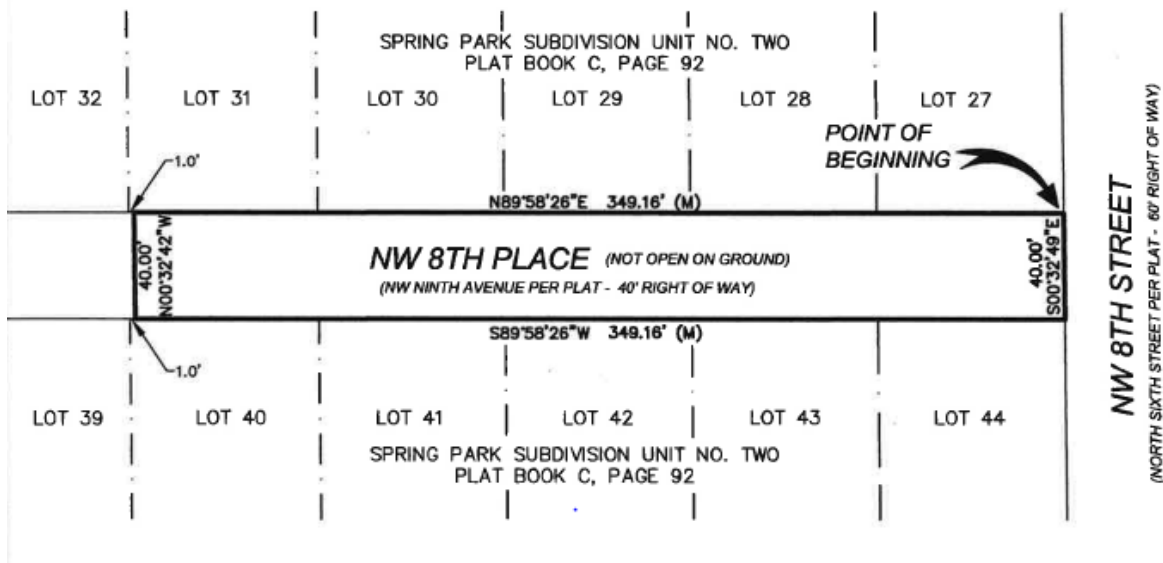 SPRING PARK SUBDIVISION UNIT NO. TWO
PLAT BOOK C, PAGE 92
LOT 32
LOT 31
LOT 30
LOT 29
LOT 28
LOT 27
POINT OF
BEGINNING
1.0'
N89°58'26"E 349.16' (M)
40.00'
N00°32'42"W
NW 8TH PLACE (NOT OPEN ON GROUND)
(NW NINTH AVENUE PER PLAT - 40' RIGHT OF WAY)
40.00'
S00°32'49"E
S89°58'26"W 349.16' (M)
1.0'
LOT 39
LOT 40
LOT 41
LOT 42
LOT 43
LOT 44
SPRING PARK SUBDIVISION UNIT NO. TWO
PLAT BOOK C, PAGE 92
NW 8TH STREET
(NORTH SIXTH STREET PER PLAT - 60' RIGHT OF WAY)